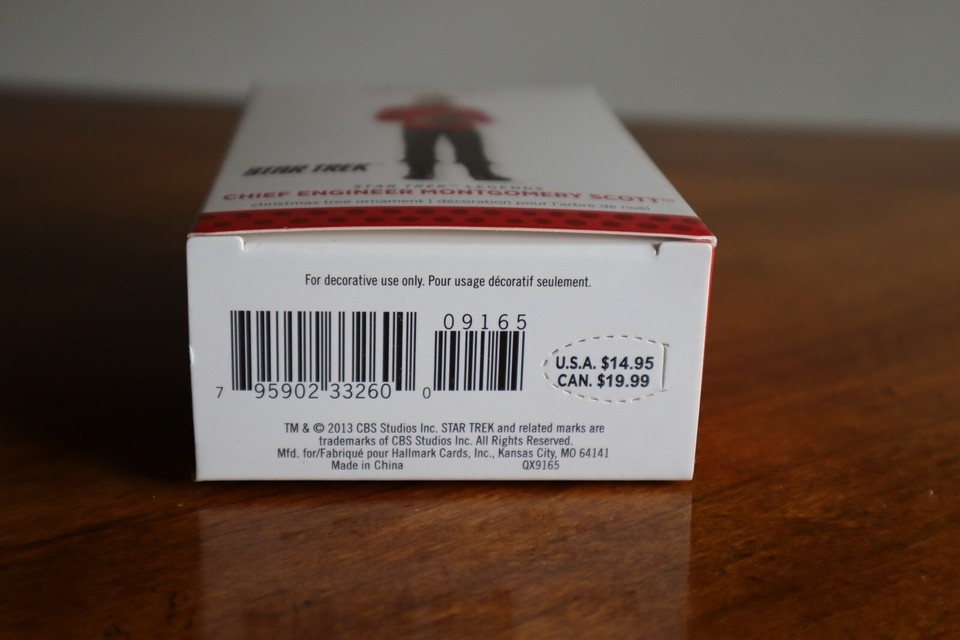 STAR TREK™
STAR TREK™ LEGENDS
CHIEF ENGINEER MONTGOMERY SCOTT™
christmas tree ornament | décoration pour l'arbre de noël
For decorative use only. Pour usage décoratif seulement.
09165
7 95902 33260 0
U.S.A. $14.95
CAN. $19.99
TM & © 2013 CBS Studios Inc. STAR TREK and related marks are
trademarks of CBS Studios Inc. All Rights Reserved.
Mfd. for/Fabriqué pour Hallmark Cards, Inc., Kansas City, MO 64141
Made in China QX9165